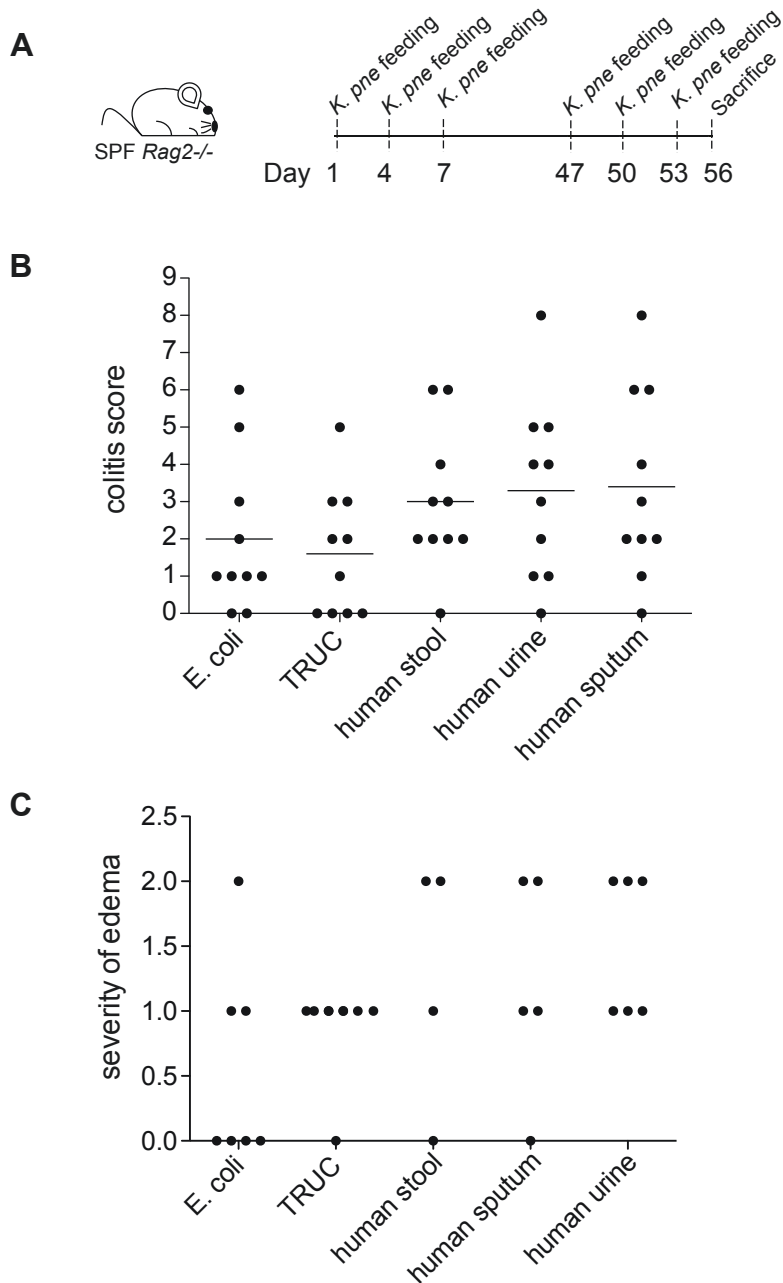 A
K. pne feeding
K. pne feeding
K. pne feeding
K. pne feeding
K. pne feeding
K. pne feeding
Sacrifice
SPF Rag2-/-
Day 1 4 7 47 50 53 56
B
colitis score
9
8
7
6
5
4
3
2
1
0
E. coli
TRUC
human stool
human urine
human sputum
C
severity of edema
2.5
2.0
1.5
1.0
0.5
0.0
E. coli
TRUC
human stool
human sputum
human urine